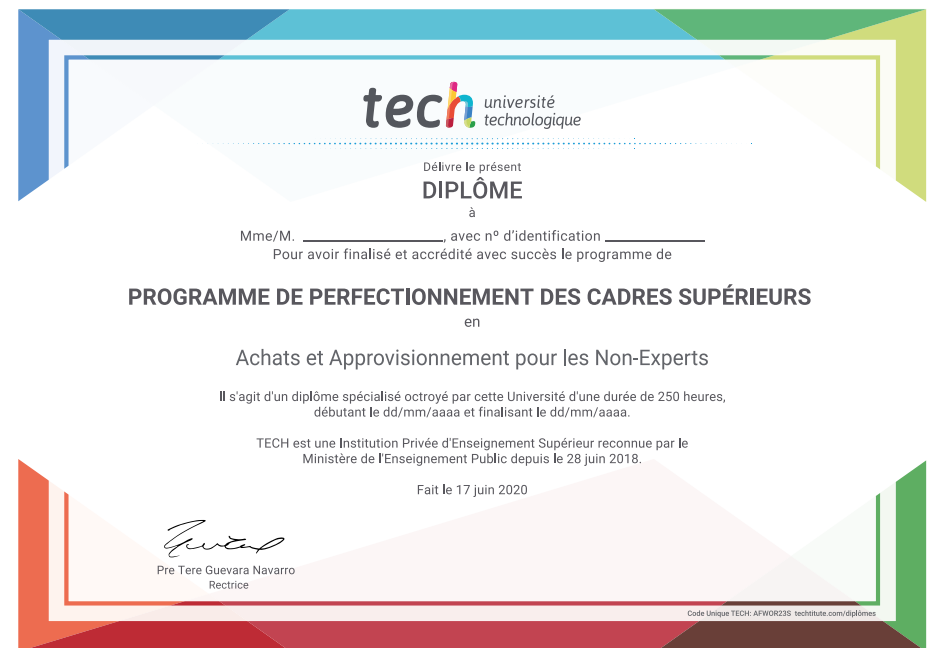 tech université
technologique
Délivre le présent
DIPLÔME
à
Mme/M. ____________, avec nº d'identification ____________
Pour avoir finalisé et accrédité avec succès le programme de
PROGRAMME DE PERFECTIONNEMENT DES CADRES SUPÉRIEURS
en
Achats et Approvisionnement pour les Non-Experts
Il s'agit d'un diplôme spécialisé octroyé par cette Université d'une durée de 250 heures,
débutant le dd/mm/aaaa et finalisant le dd/mm/aaaa.
TECH est une Institution Privée d'Enseignement Supérieur reconnue par le
Ministère de l'Enseignement Public depuis le 28 juin 2018.
Fait le 17 juin 2020
Pre Tere Guevara Navarro
Rectrice
Code Unique TECH: AFWOR23S techtitute.com/diplômes